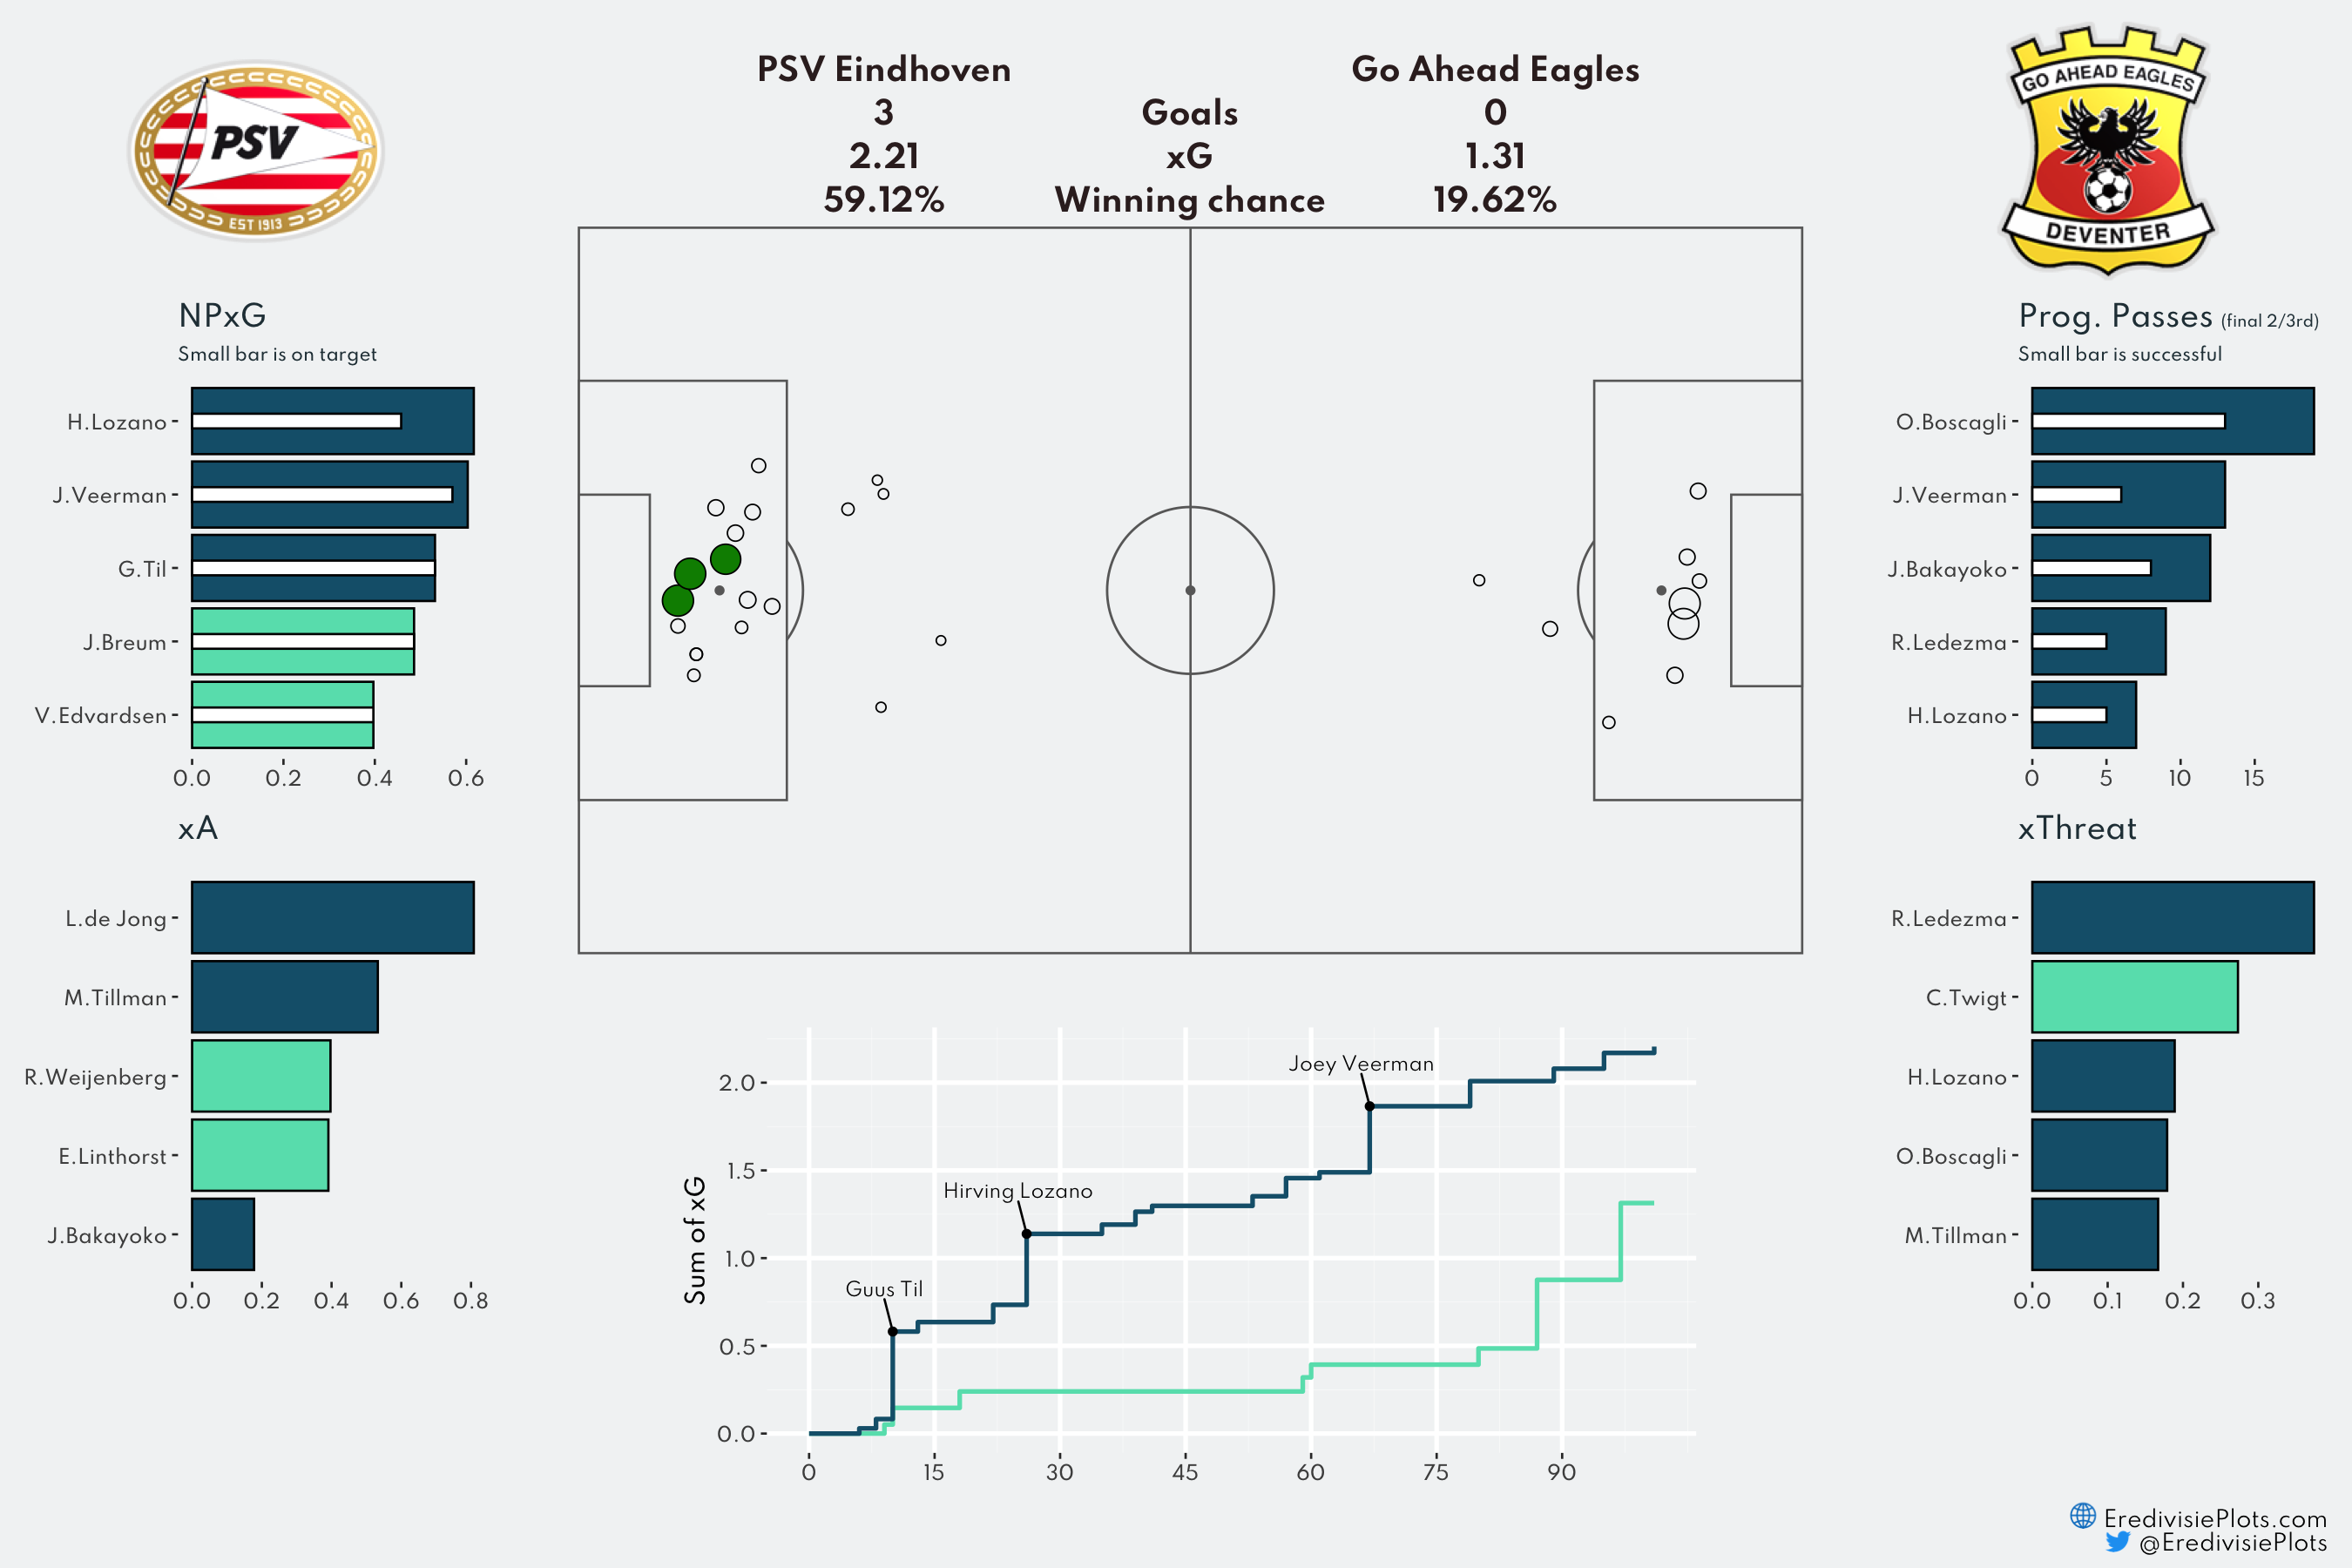 PSV Eindhoven Go Ahead Eagles
3 Goals 0
2.21 xG 1.31
59.12% Winning chance 19.62%
PSV
EST 1913
GO AHEAD EAGLES
DEVENTER
NPxG
Small bar is on target
H.Lozano
J.Veerman
G.Til
J.Breum
V.Edvardsen
0.0 0.2 0.4 0.6
xA
L.de Jong
M.Tillman
R.Weijenberg
E.Linthorst
J.Bakayoko
0.0 0.2 0.4 0.6 0.8
Sum of xG
2.0
1.5
1.0
0.5
0.0
Joey Veerman
Hirving Lozano
Guus Til
0 15 30 45 60 75 90
Prog. Passes (final 2/3rd)
Small bar is successful
O.Boscagli
J.Veerman
J.Bakayoko
R.Ledezma
H.Lozano
0 5 10 15
xThreat
R.Ledezma
C.Twigt
H.Lozano
O.Boscagli
M.Tillman
0.0 0.1 0.2 0.3
EredivisiePlots.com
@EredivisiePlots